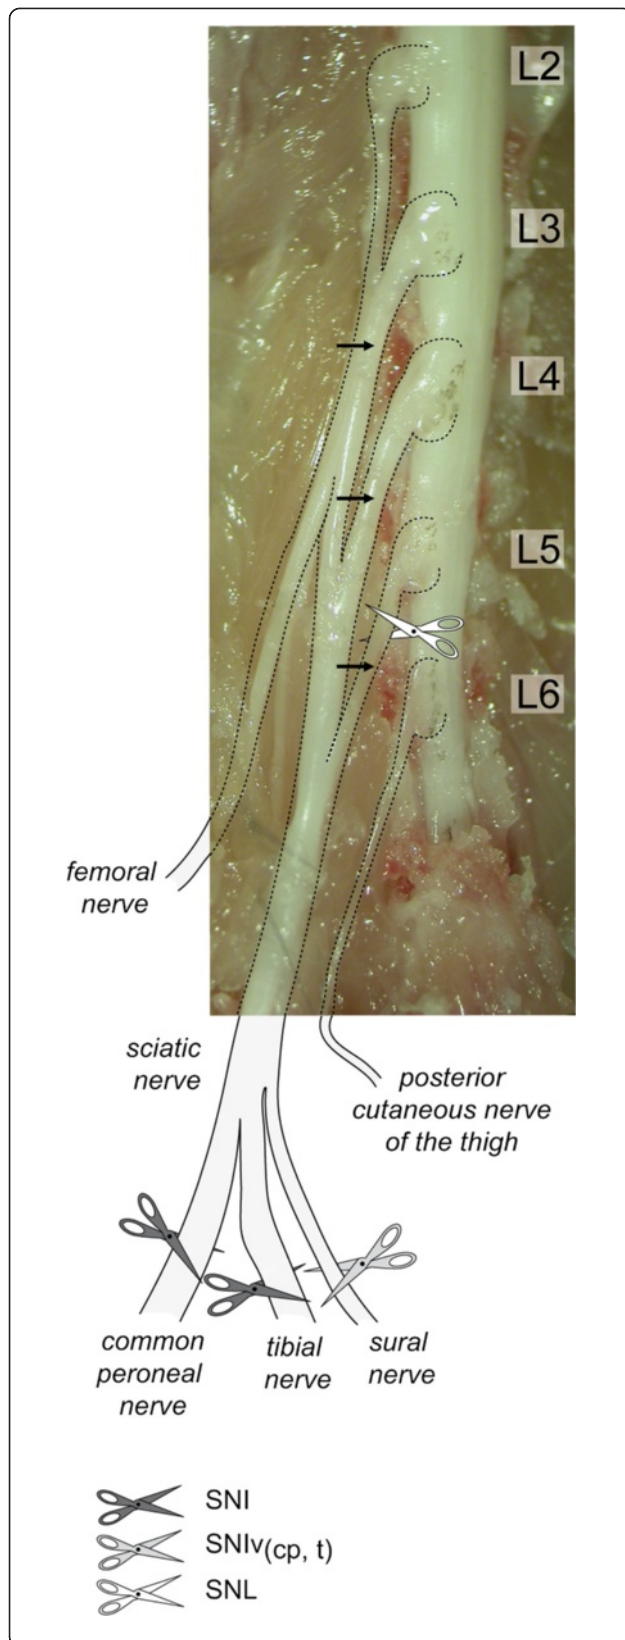 L2
L3
L4
L5
L6
femoral
nerve
sciatic
nerve
posterior
cutaneous nerve
of the thigh
common
peroneal
nerve
tibial
nerve
sural
nerve
SNI
SNIv(cp, t)
SNL